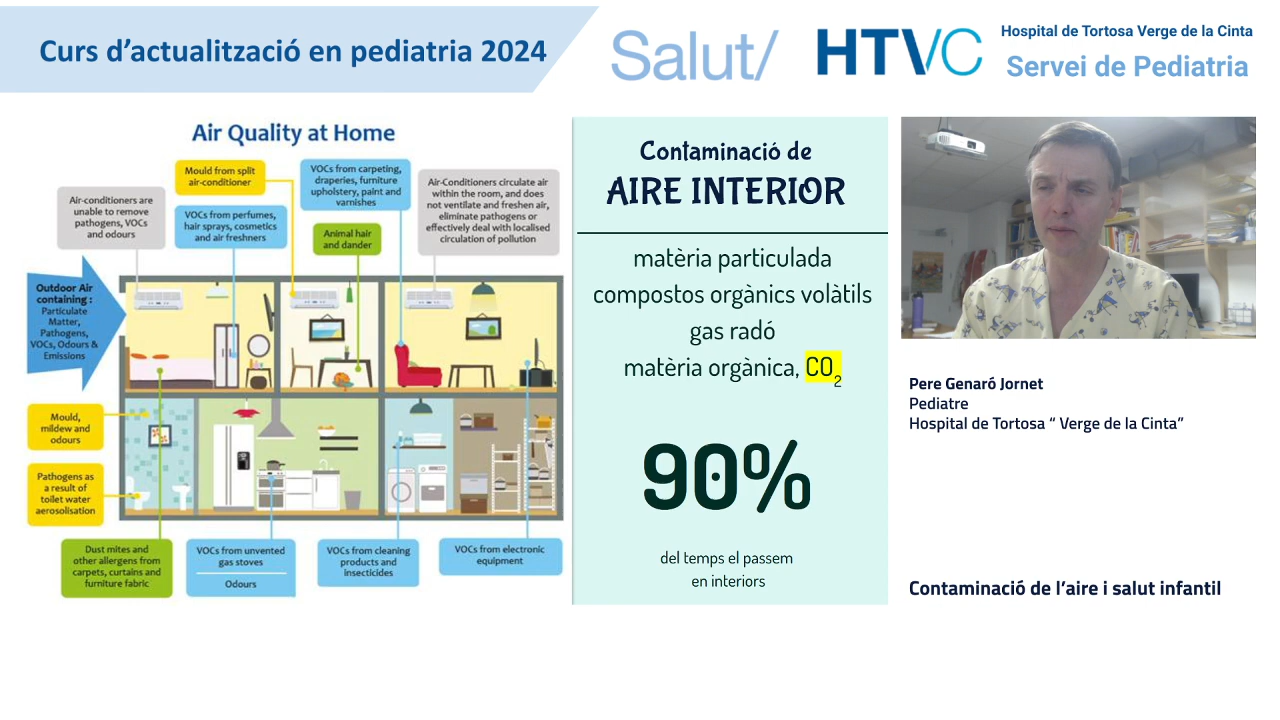 Curs d’actualització en pediatria 2024
Salut/
HTVC
Hospital de Tortosa Verge de la Cinta
Servei de Pediatria
Air Quality at Home
Mould from split
air-conditioner
VOCs from carpeting,
draperies, furniture
upholstery, paint and
varnishes
Air-Conditioners circulate air
within the room, and does
not ventilate and freshen air,
eliminate pathogens or
effectively deal with localised
circulation of pollution
Air-conditioners are
unable to remove
pathogens, VOCs
and odours
VOCs from perfumes,
hair sprays, cosmetics
and air fresheners
Animal hair
and dander
Outdoor Air
containing :
Particulate
Matter,
Pathogens,
VOCs, Odours &
Emissions
Mould,
mildew and
odours
Pathogens as
a result of
toilet water
aerosolisation
Dust mites and
other allergens from
carpets, curtains and
furniture fabric
VOCs from unvented
gas stoves
Odours
VOCs from cleaning
products and
insecticides
VOCs from electronic
equipment
Contaminació de
AIRE INTERIOR
matèria particulada
compostos orgànics volàtils
gas radó
matèria orgànica, CO2
90%
del temps el passem
en interiors
Pere Genaró Jornet
Pediatre
Hospital de Tortosa “ Verge de la Cinta”
Contaminació de l’aire i salut infantil